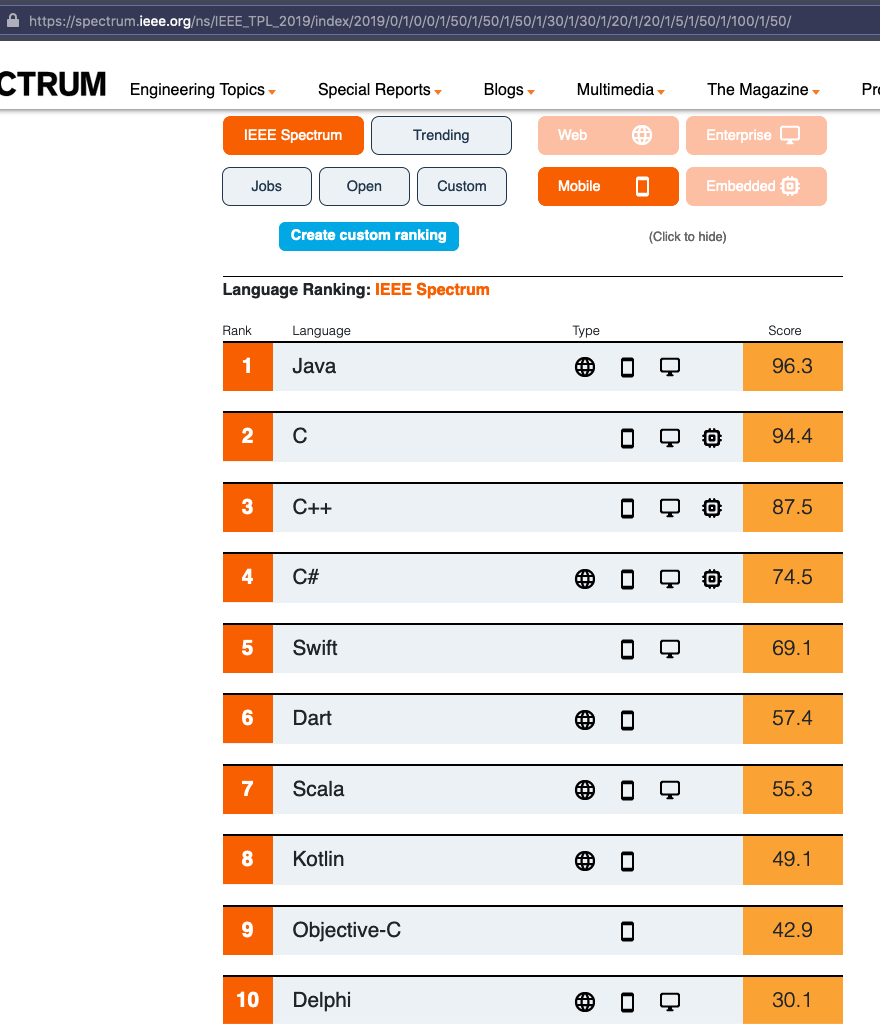 https://spectrum.ieee.org/ns/IEEE_TPL_2019/index/2019/0/1/0/0/1/50/1/50/1/50/1/30/1/30/1/20/1/20/1/5/1/50/1/100/1/50/
CTRUM Engineering Topics Special Reports Blogs Multimedia The Magazine Pr
IEEE Spectrum Trending Web Enterprise
Jobs Open Custom Mobile Embedded
Create custom ranking (Click to hide)
Language Ranking: IEEE Spectrum
Rank Language Type Score
1 Java 96.3
2 C 94.4
3 C++ 87.5
4 C# 74.5
5 Swift 69.1
6 Dart 57.4
7 Scala 55.3
8 Kotlin 49.1
9 Objective-C 42.9
10 Delphi 30.1